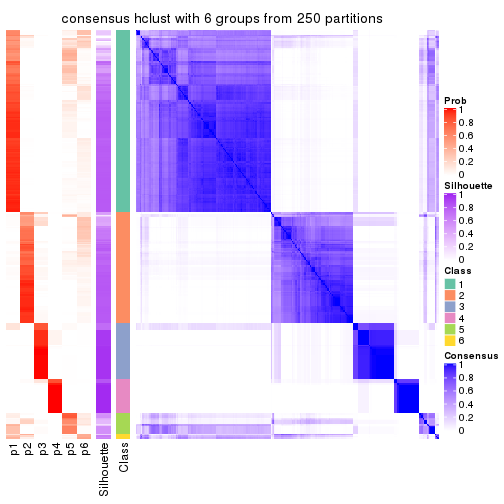 consensus hclust with 6 groups from 250 partitions
Prob
1
0.8
0.6
0.4
0.2
0
Silhouette
1
0.8
0.6
0.4
0.2
0
Class
1
2
3
4
5
6
Consensus
1
0.8
0.6
0.4
0.2
0
p1
p2
p3
p4
p5
p6
Silhouette
Class